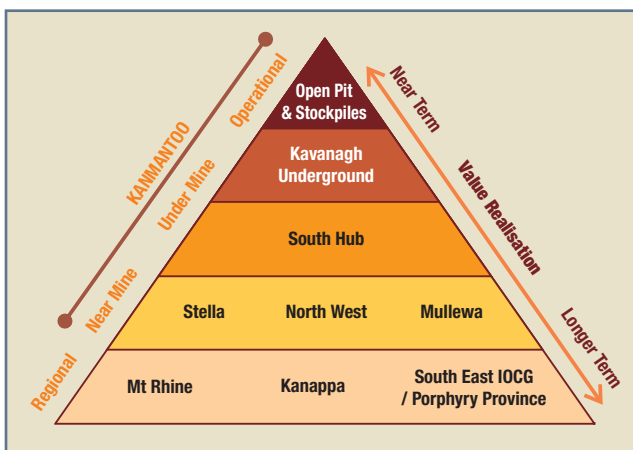 KANMANTOO
Operational
Under Mine
Near Mine
Regional
Open Pit
& Stockpiles
Kavanagh
Underground
South Hub
Stella
North West
Mullewa
Mt Rhine
Kanappa
South East IOCG
/ Porphyry Province
Near Term
Value Realisation
Longer Term